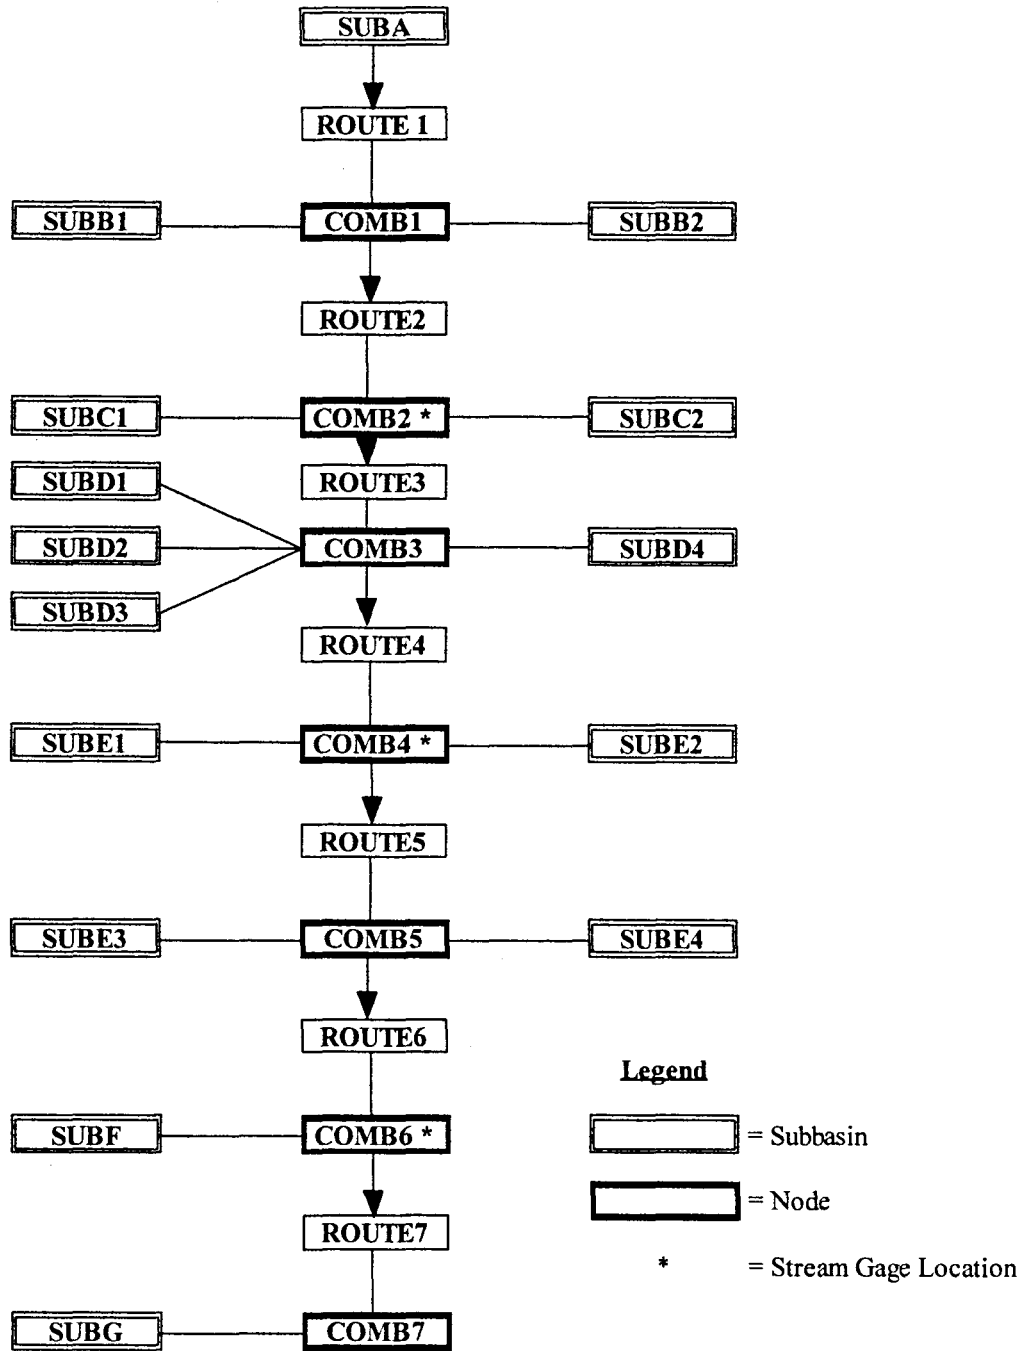 SUBA
ROUTE 1
SUBB1 COMB1 SUBB2
ROUTE2
SUBC1 COMB2 * SUBC2
SUBD1 ROUTE3
SUBD2 COMB3 SUBD4
SUBD3
ROUTE4
SUBE1 COMB4 * SUBE2
ROUTE5
SUBE3 COMB5 SUBE4
ROUTE6
Legend
SUBF COMB6 * = Subbasin
= Node
ROUTE7
* = Stream Gage Location
SUBG COMB7